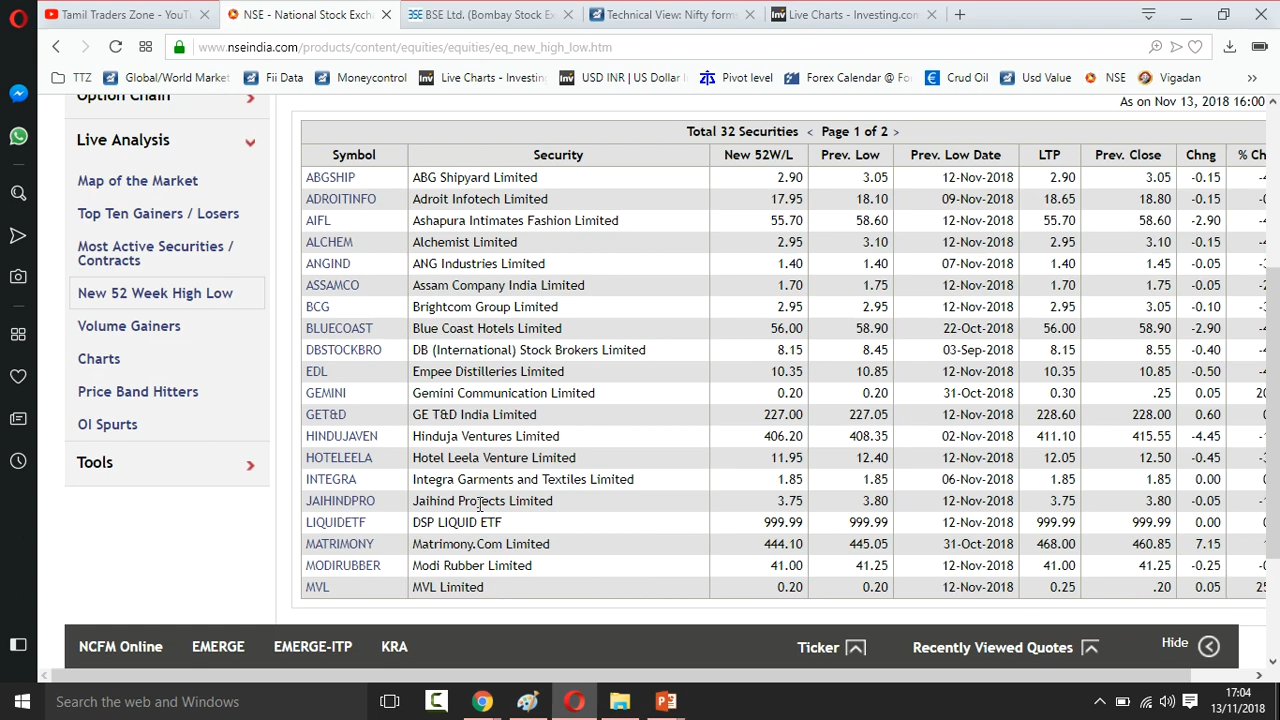 Tamil Traders Zone - YouT
NSE - National Stock Exch
BSE Ltd. (Bombay Stock Ex
Technical View: Nifty form
Live Charts - Investing.com
www.nseindia.com/products/content/equities/equities/eq_new_high_low.htm
TTZ
Global/World Market
Fii Data
Moneycontrol
Live Charts - Investing
USD INR | US Dollar I
Pivot level
Forex Calendar @ Fo
Crud Oil
Usd Value
NSE
Vigadan
Option Chain
As on Nov 13, 2018 16:00
Live Analysis
Map of the Market
Top Ten Gainers / Losers
Most Active Securities /
Contracts
New 52 Week High Low
Volume Gainers
Charts
Price Band Hitters
OI Spurts
Tools
Total 32 Securities < Page 1 of 2 >
Symbol Security New 52W/L Prev. Low Prev. Low Date LTP Prev. Close Chng % Ch
ABGSHIP ABG Shipyard Limited 2.90 3.05 12-Nov-2018 2.90 3.05 -0.15 -4
ADROITINFO Adroit Infotech Limited 17.95 18.10 09-Nov-2018 18.65 18.80 -0.15 -0
AIFL Ashapura Intimates Fashion Limited 55.70 58.60 12-Nov-2018 55.70 58.60 -2.90 -4
ALCHEM Alchemist Limited 2.95 3.10 12-Nov-2018 2.95 3.10 -0.15 -4
ANGIND ANG Industries Limited 1.40 1.40 07-Nov-2018 1.40 1.45 -0.05 -3
ASSAMCO Assam Company India Limited 1.70 1.75 12-Nov-2018 1.70 1.75 -0.05 -2
BCG Brightcom Group Limited 2.95 2.95 12-Nov-2018 2.95 3.05 -0.10 -3
BLUECOAST Blue Coast Hotels Limited 56.00 58.90 22-Oct-2018 56.00 58.90 -2.90 -4
DBSTOCKBRO DB (International) Stock Brokers Limited 8.15 8.45 03-Sep-2018 8.15 8.55 -0.40 -4
EDL Empee Distilleries Limited 10.35 10.85 12-Nov-2018 10.35 10.85 -0.50 -4
GEMINI Gemini Communication Limited 0.20 0.20 31-Oct-2018 0.30 .25 0.05 20
GET&D GE T&D India Limited 227.00 227.05 12-Nov-2018 228.60 228.00 0.60 0
HINDUJAVEN Hinduja Ventures Limited 406.20 408.35 02-Nov-2018 411.10 415.55 -4.45 -1
HOTELEELA Hotel Leela Venture Limited 11.95 12.40 12-Nov-2018 12.05 12.50 -0.45 -3
INTEGRA Integra Garments and Textiles Limited 1.85 1.85 06-Nov-2018 1.85 1.85 0.00 0
JAIHINDPRO Jaihind Projects Limited 3.75 3.80 12-Nov-2018 3.75 3.80 -0.05 -1
LIQUIDETF DSP LIQUID ETF 999.99 999.99 12-Nov-2018 999.99 999.99 0.00 0
MATRIMONY Matrimony.Com Limited 444.10 445.05 31-Oct-2018 468.00 460.85 7.15 1
MODIRUBBER Modi Rubber Limited 41.00 41.25 12-Nov-2018 41.00 41.25 -0.25 -0
MVL MVL Limited 0.20 0.20 12-Nov-2018 0.25 .20 0.05 25
NCFM Online EMERGE EMERGE-ITP KRA Ticker Recently Viewed Quotes Hide
Search the web and Windows
17:04
13/11/2018